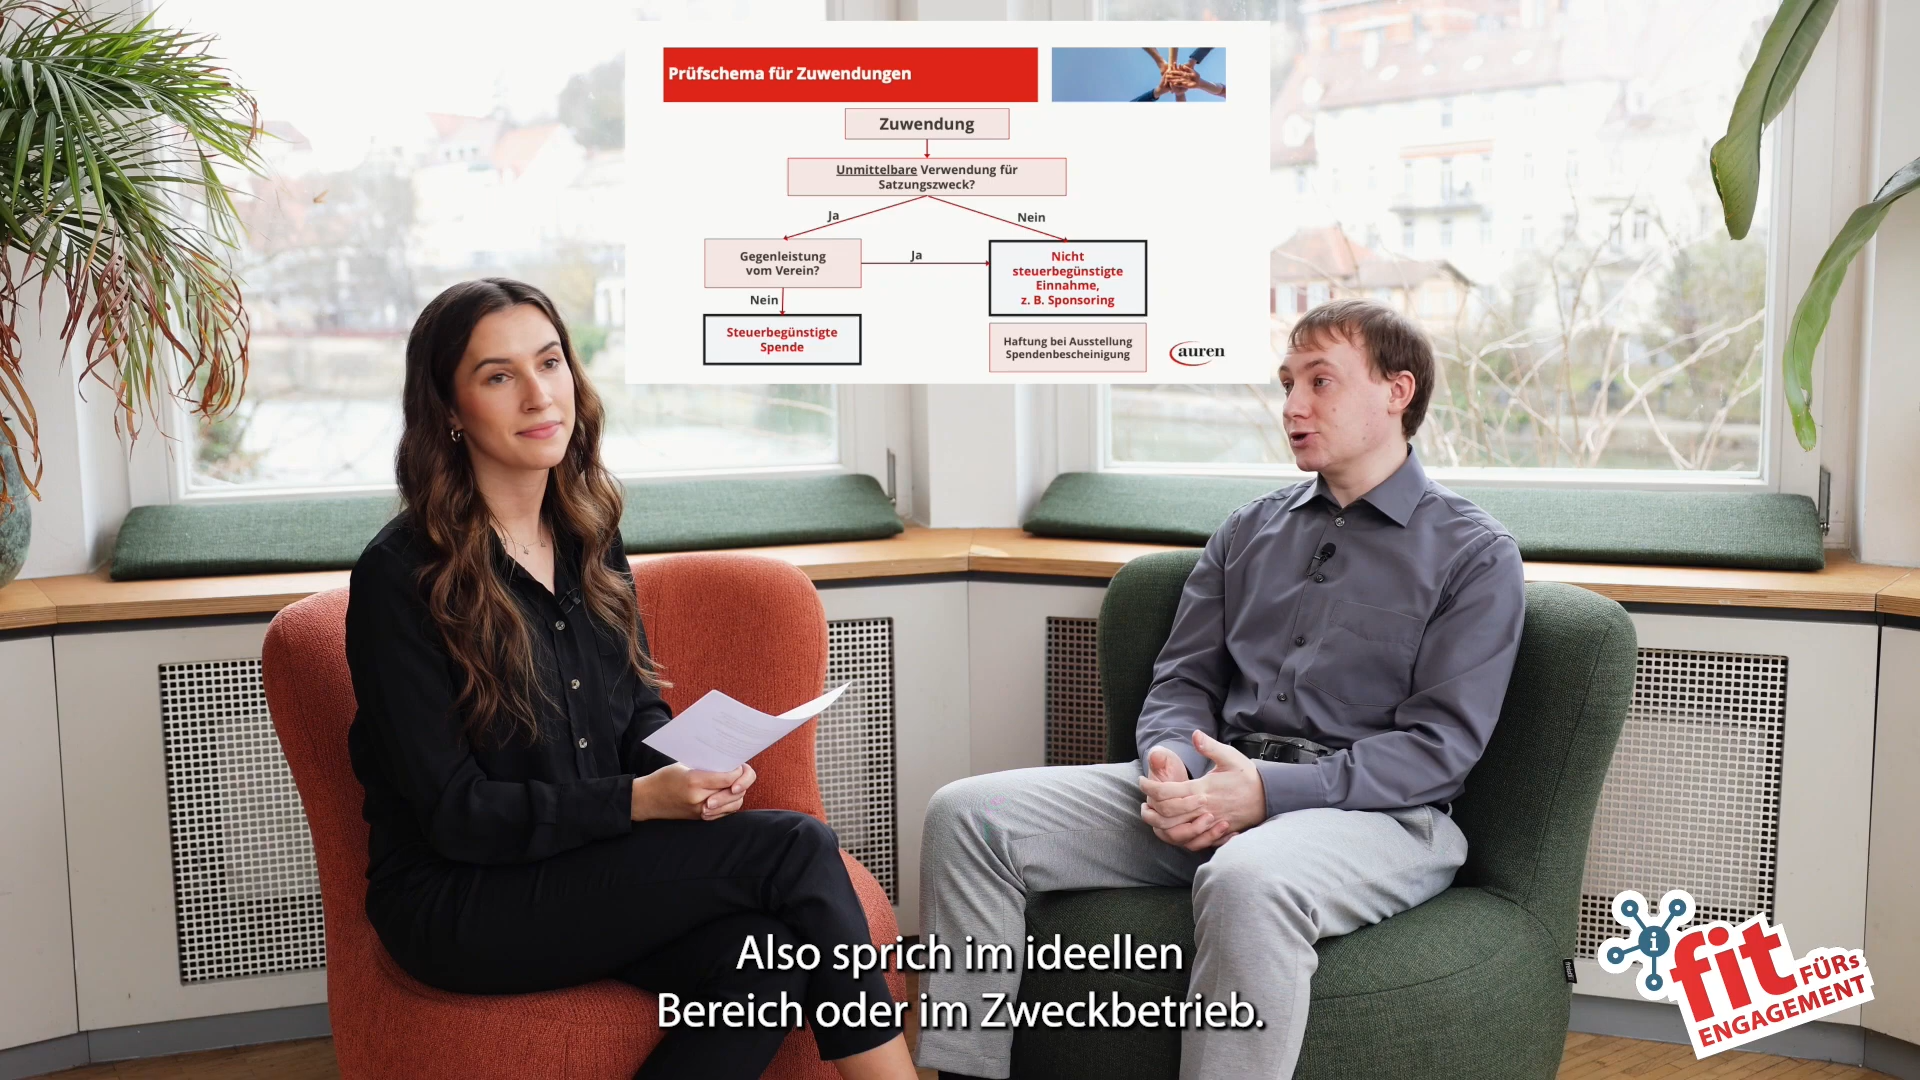 Prüfschema für Zuwendungen
Zuwendung
Unmittelbare Verwendung für
Satzungszweck?
Ja
Nein
Gegenleistung
vom Verein?
Ja
Nicht
steuerbegünstigte
Einnahme,
z. B. Sponsoring
Nein
Steuerbegünstigte
Spende
Haftung bei Ausstellung
Spendenbescheinigung
auren
Also sprich im ideellen
Bereich oder im Zweckbetrieb.
i
fit FÜRs
ENGAGEMENT